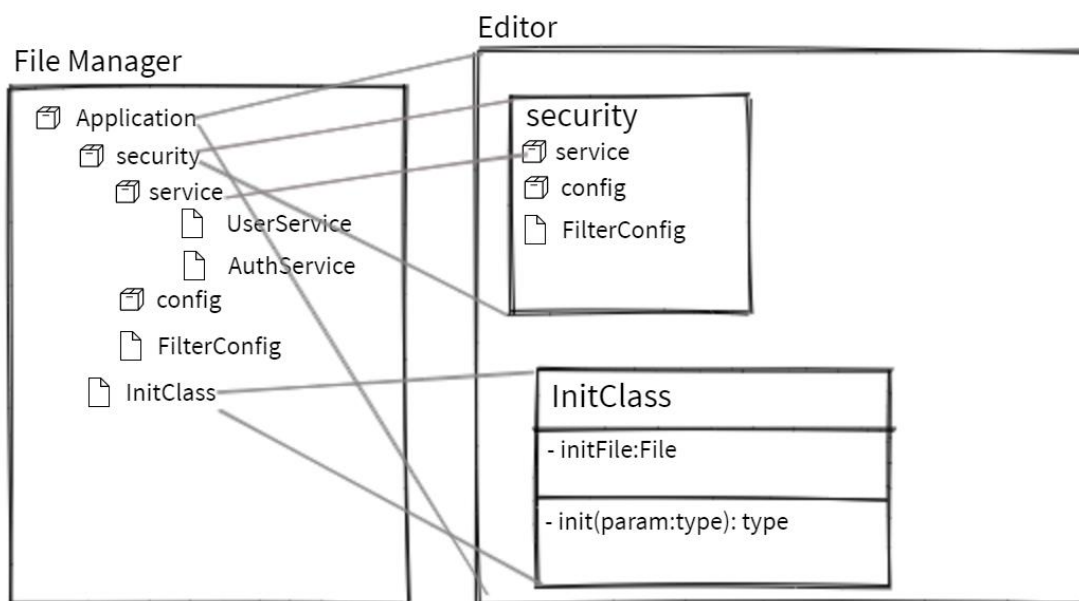 File Manager
Application
security
service
UserService
AuthService
config
FilterConfig
InitClass
Editor
security
service
config
FilterConfig
InitClass
- initFile:File
- init(param:type): type